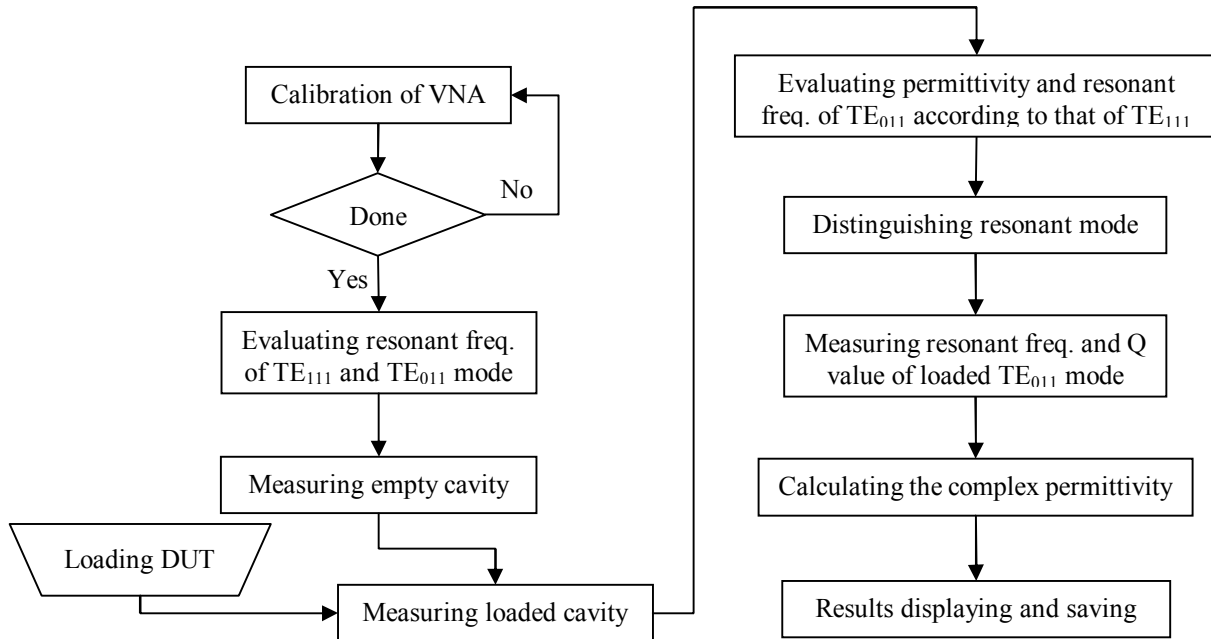 Calibration of VNA
Done
No
Yes
Evaluating resonant freq.
of TE₁₁₁ and TE₀₁₁ mode
Measuring empty cavity
Loading DUT
Measuring loaded cavity
Evaluating permittivity and resonant
freq. of TE₀₁₁ according to that of TE₁₁₁
Distinguishing resonant mode
Measuring resonant freq. and Q
value of loaded TE₀₁₁ mode
Calculating the complex permittivity
Results displaying and saving